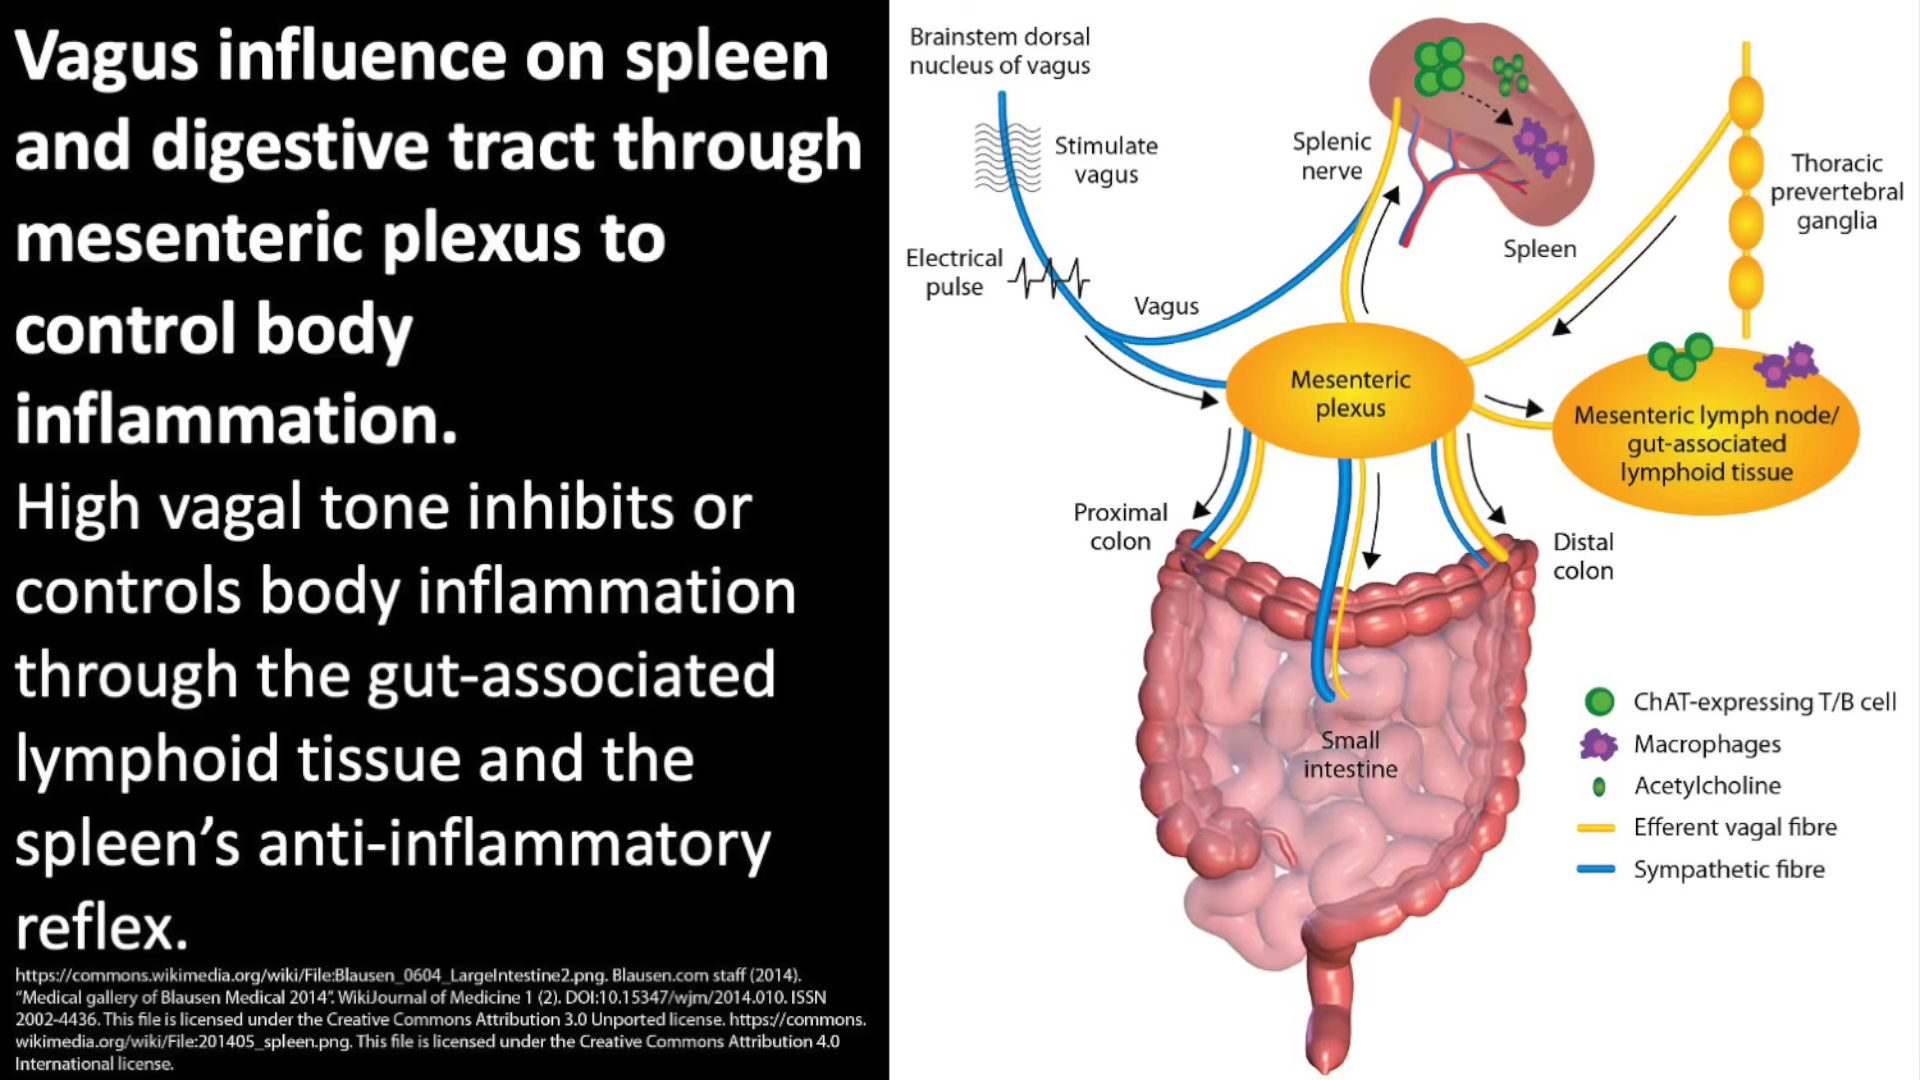 Vagus influence on spleen
and digestive tract through
mesenteric plexus to
control body
inflammation.
High vagal tone inhibits or
controls body inflammation
through the gut-associated
lymphoid tissue and the
spleen’s anti-inflammatory
reflex.
https://commons.wikimedia.org/wiki/File:Blausen_0604_LargeIntestine2.png. Blausen.com staff (2014).
“Medical gallery of Blausen Medical 2014”. WikiJournal of Medicine 1 (2). DOI:10.15347/wjm/2014.010. ISSN
2002-4436. This file is licensed under the Creative Commons Attribution 3.0 Unported license. https://commons.
wikimedia.org/wiki/File:201405_spleen.png. This file is licensed under the Creative Commons Attribution 4.0
International license.
Brainstem dorsal
nucleus of vagus
Stimulate
vagus
Electrical
pulse
Vagus
Splenic
nerve
Spleen
Thoracic
prevertebral
ganglia
Mesenteric
plexus
Mesenteric lymph node/
gut-associated
lymphoid tissue
Proximal
colon
Distal
colon
Small
intestine
ChAT-expressing T/B cell
Macrophages
Acetylcholine
Efferent vagal fibre
Sympathetic fibre